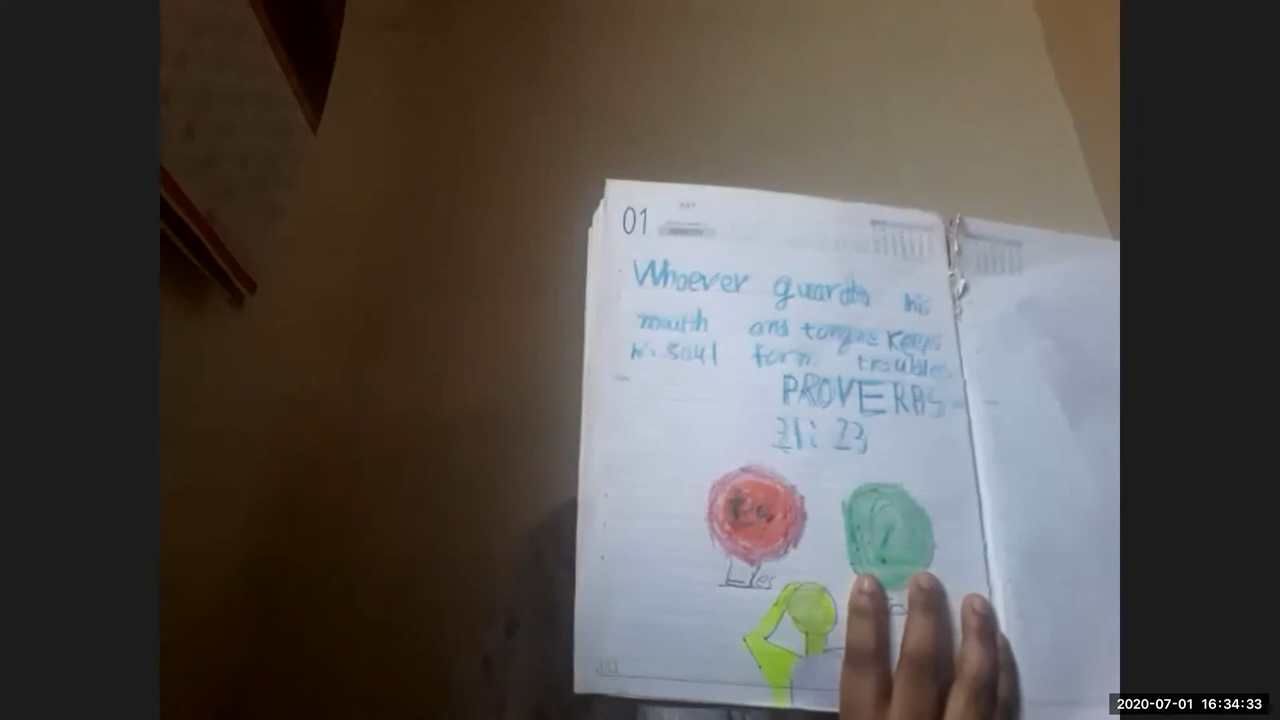 01
Whoever guards his
mouth and tongue keeps
his soul form troubles
PROVERBS
21: 23
Lies
2020-07-01 16:34:33